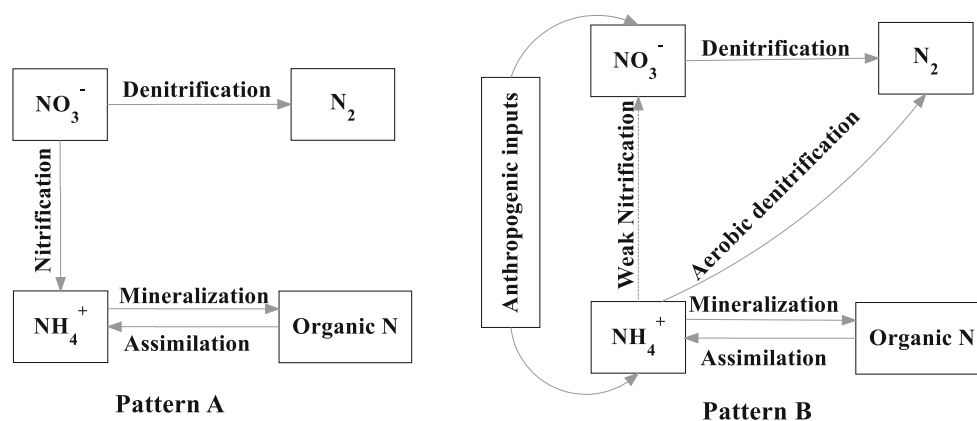 NO₃⁻
Denitrification
N₂
Nitrification
NH₄⁺
Mineralization
Assimilation
Organic N
Pattern A
Anthropogenic inputs
NO₃⁻
Denitrification
N₂
Weak Nitrification
Aerobic denitrification
NH₄⁺
Mineralization
Assimilation
Organic N
Pattern B